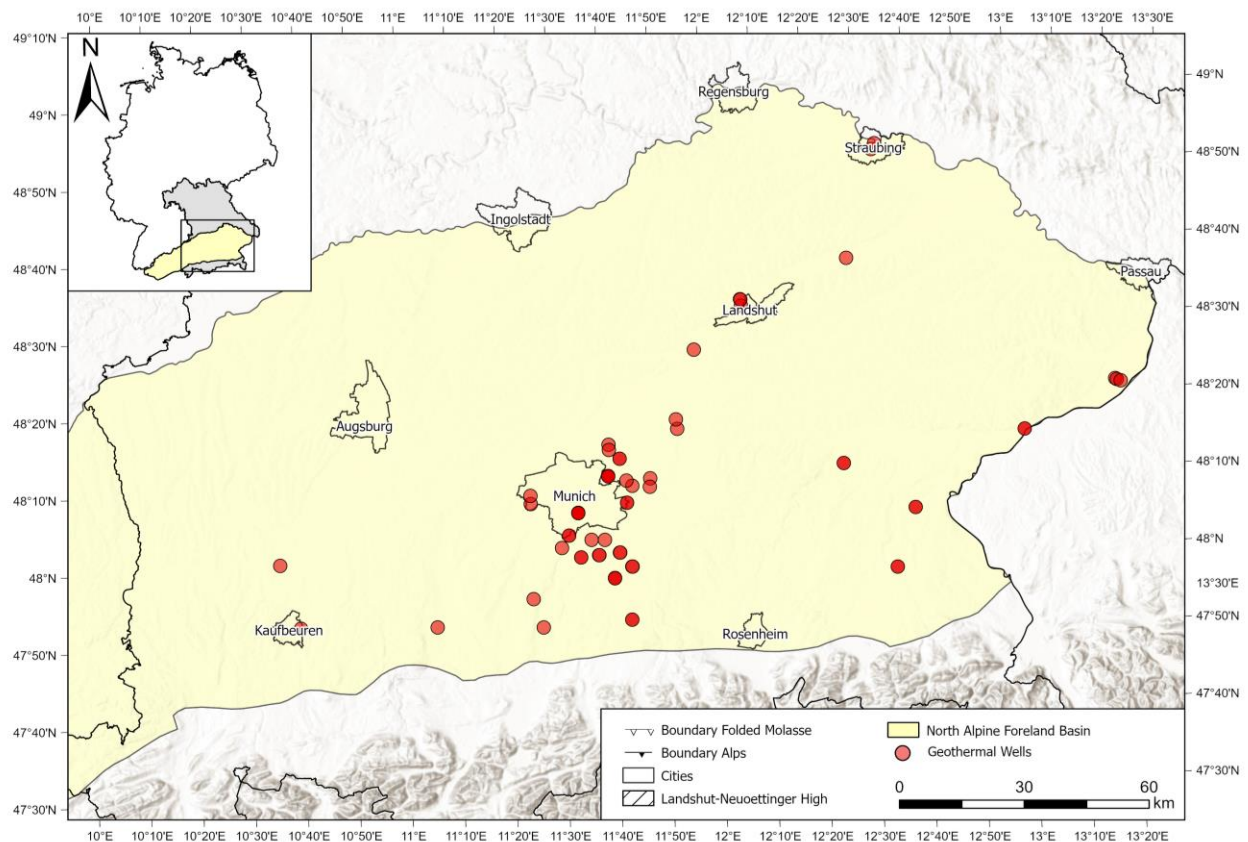 10°E 10°10'E 10°20'E 10°30'E 10°40'E 10°50'E 11°E 11°10'E 11°20'E 11°30'E 11°40'E 11°50'E 12°E 12°10'E 12°20'E 12°30'E 12°40'E 12°50'E 13°E 13°10'E 13°20'E 13°30'E
49°10'N
N
49°N
Regensburg
49°N
Straubing
48°50'N
48°50'N
Ingolstadt
48°40'N
48°40'N
Passau
Landshut
48°30'N
48°30'N
48°20'N
48°20'N
Augsburg
48°10'N
48°10'N
Munich
48°N
48°N
13°30'E
Kaufbeuren
Rosenheim
47°50'N
47°50'N
47°40'N
47°40'N
Boundary Folded Molasse
Boundary Alps
Cities
Landshut-Neuoettinger High
North Alpine Foreland Basin
Geothermal Wells
0 30 60
km
47°30'N
47°30'N
10°E 10°10'E 10°20'E 10°30'E 10°40'E 10°50'E 11°E 11°10'E 11°20'E 11°30'E 11°40'E 11°50'E 12°E 12°10'E 12°20'E 12°30'E 12°40'E 12°50'E 13°E 13°10'E 13°20'E